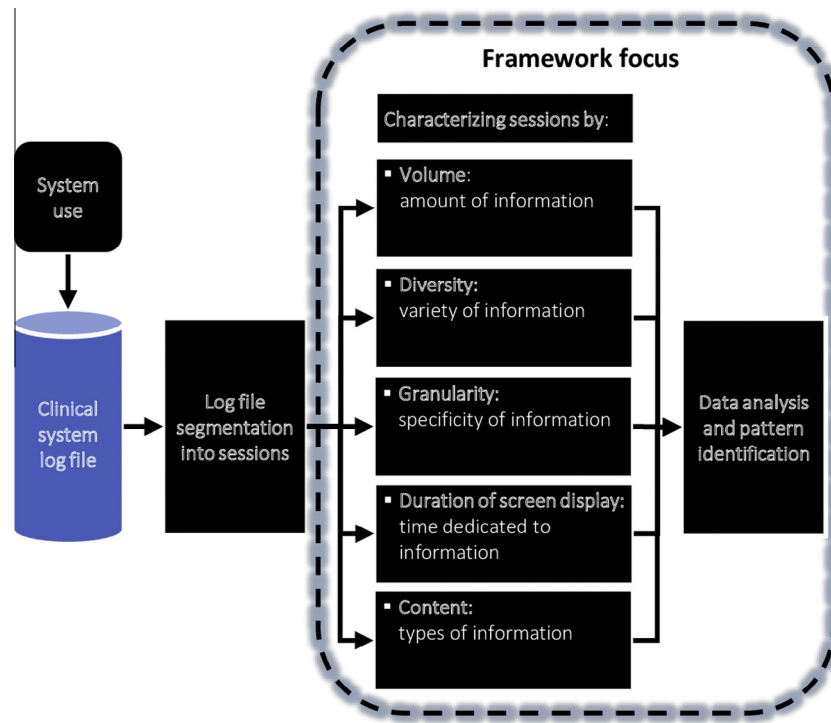 Framework focus
Characterizing sessions by:
System
use
▪ Volume:
amount of information
▪ Diversity:
variety of information
Clinical
system
log file
Log file
segmentation
into sessions
▪ Granularity:
specificity of information
Data analysis
and pattern
identification
▪ Duration of screen display:
time dedicated to
information
▪ Content:
types of information